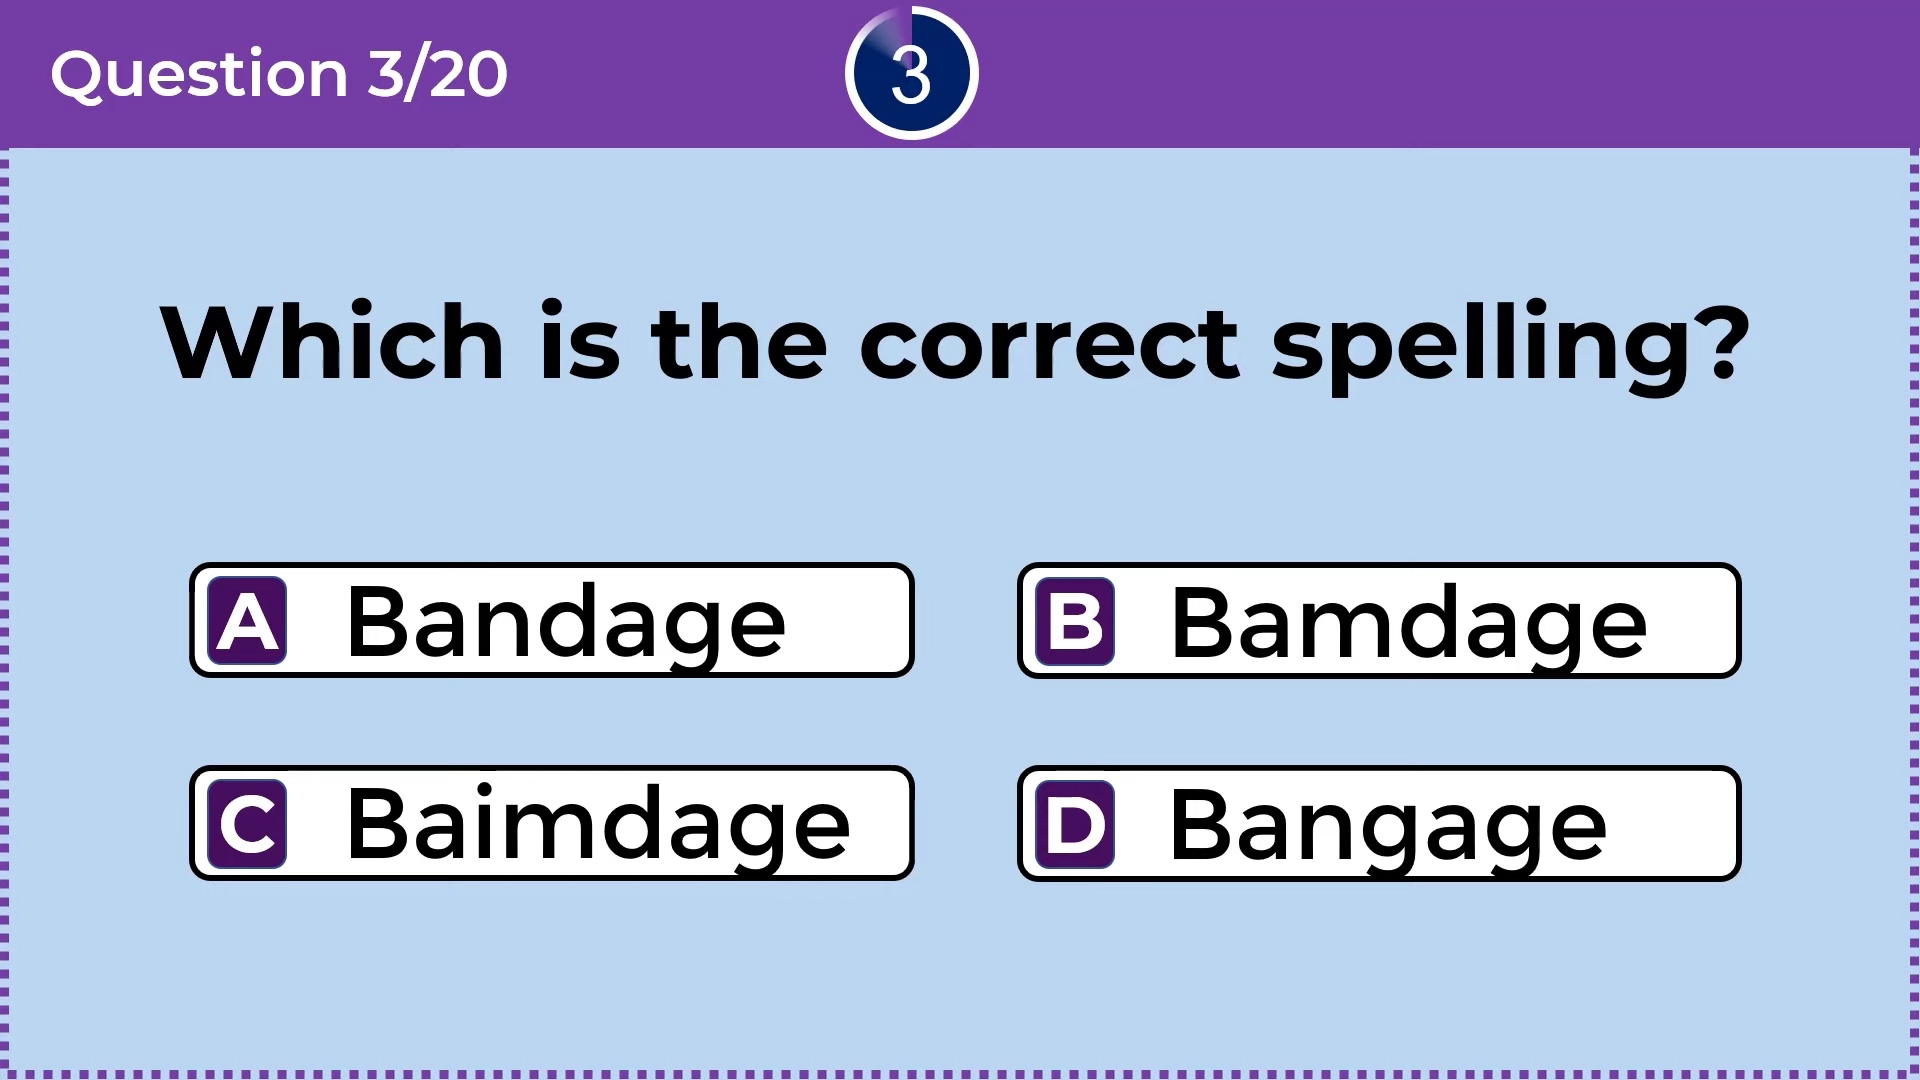 Question 3/20
3
Which is the correct spelling?
A Bandage
B Bamdage
C Baimdage
D Bangage